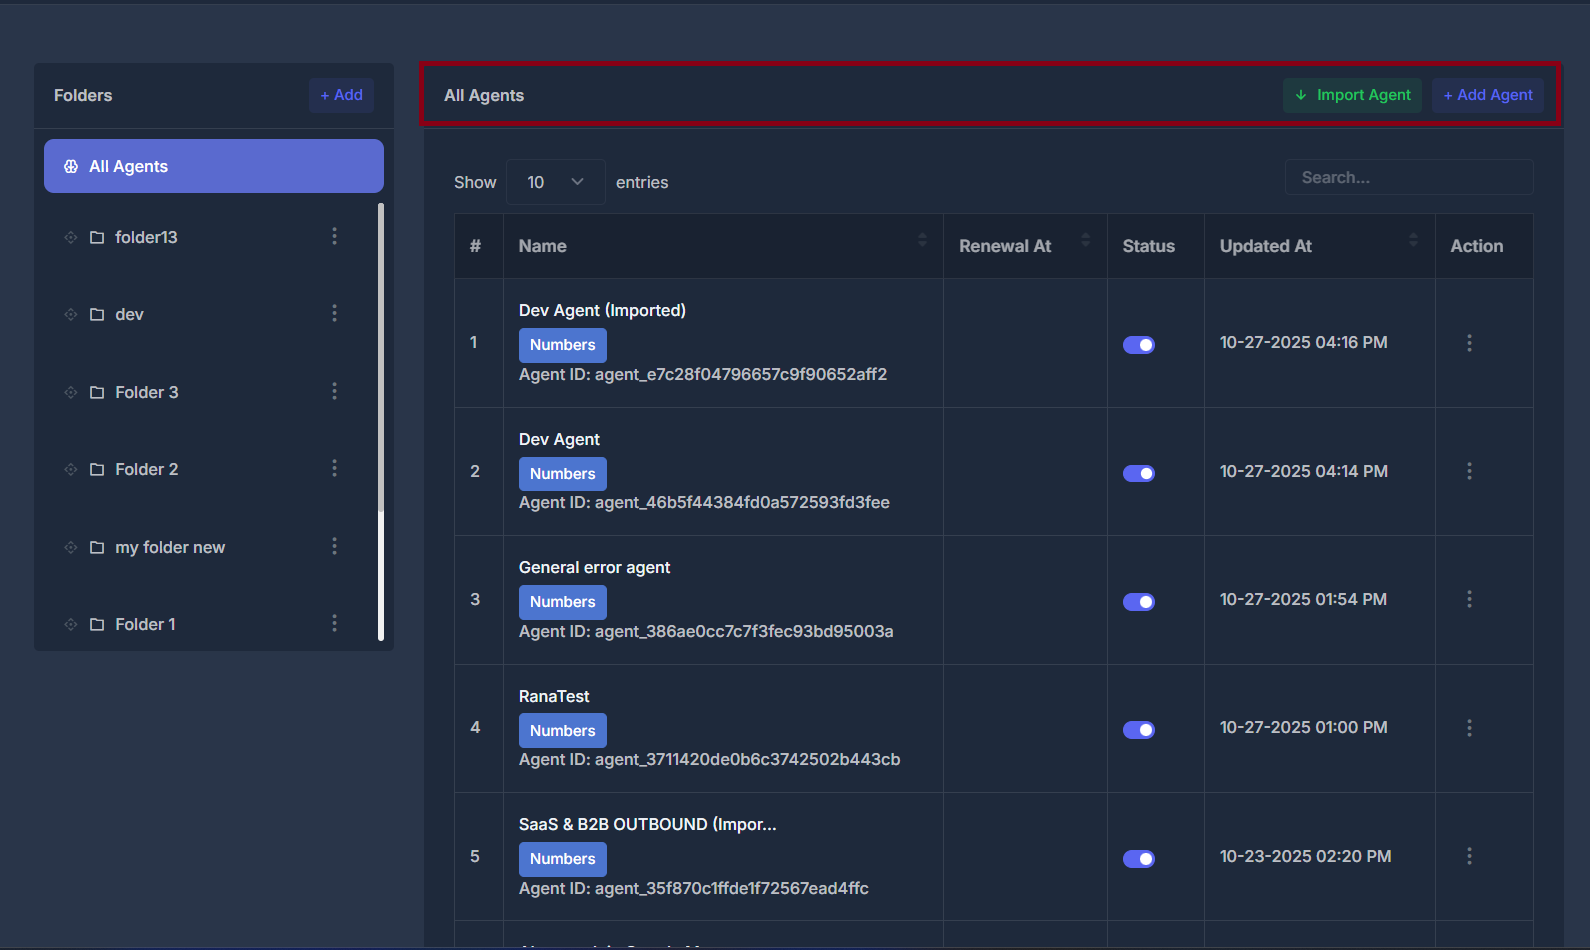 Folders
+ Add
All Agents
folder13
dev
Folder 3
Folder 2
my folder new
Folder 1
All Agents
Import Agent
+ Add Agent
Show 10 entries
Search...
# Name Renewal At Status Updated At Action
Dev Agent (Imported)
1 Numbers 10-27-2025 04:16 PM
Agent ID: agent_e7c28f04796657c9f90652aff2
Dev Agent
2 Numbers 10-27-2025 04:14 PM
Agent ID: agent_46b5f44384fd0a572593fd3fee
General error agent
3 Numbers 10-27-2025 01:54 PM
Agent ID: agent_386ae0cc7c7f3fec93bd95003a
RanaTest
4 Numbers 10-27-2025 01:00 PM
Agent ID: agent_3711420de0b6c3742502b443cb
SaaS & B2B OUTBOUND (Impor...
5 Numbers 10-23-2025 02:20 PM
Agent ID: agent_35f870c1ffde1f72567ead4ffc